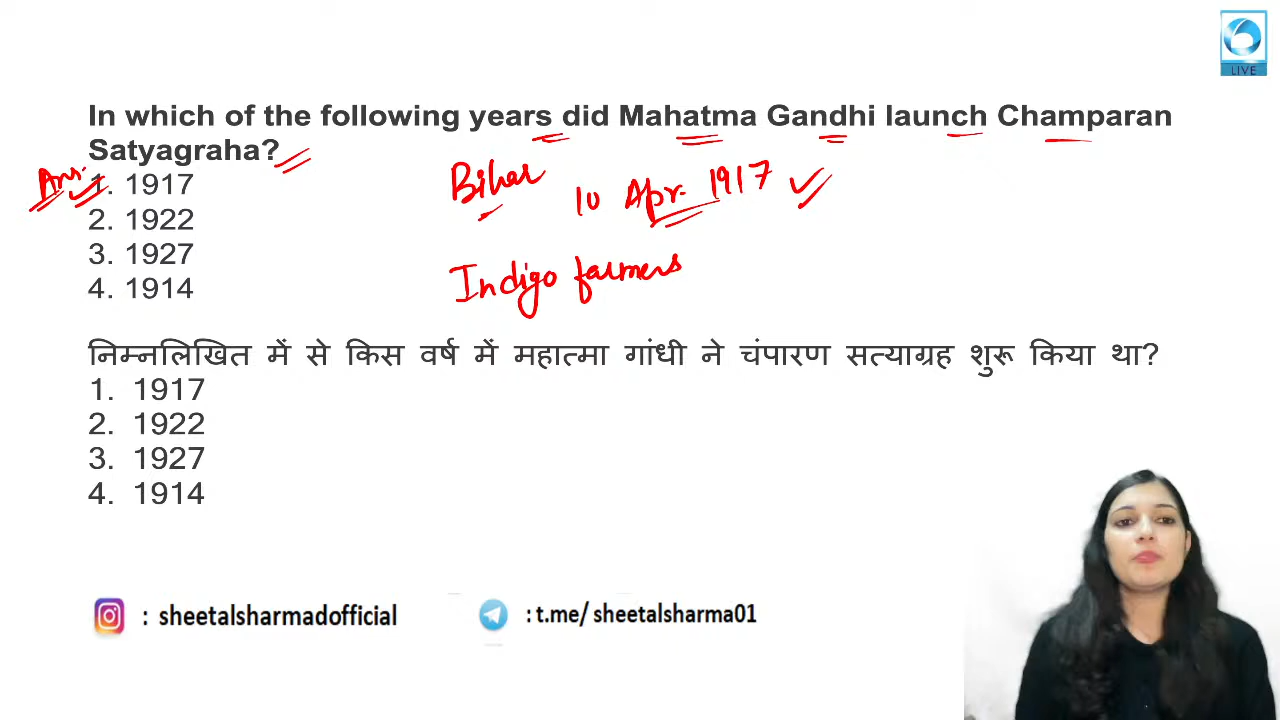 LIVE
In which of the following years did Mahatma Gandhi launch Champaran
Satyagraha?
Ans.
1. 1917
2. 1922
3. 1927
4. 1914
Bihar 10 Apr. 1917
Indigo farmers
निम्नलिखित में से किस वर्ष में महात्मा गांधी ने चंपारण सत्याग्रह शुरू किया था?
1. 1917
2. 1922
3. 1927
4. 1914
: sheetalsharmadofficial
: t.me/ sheetalsharma01